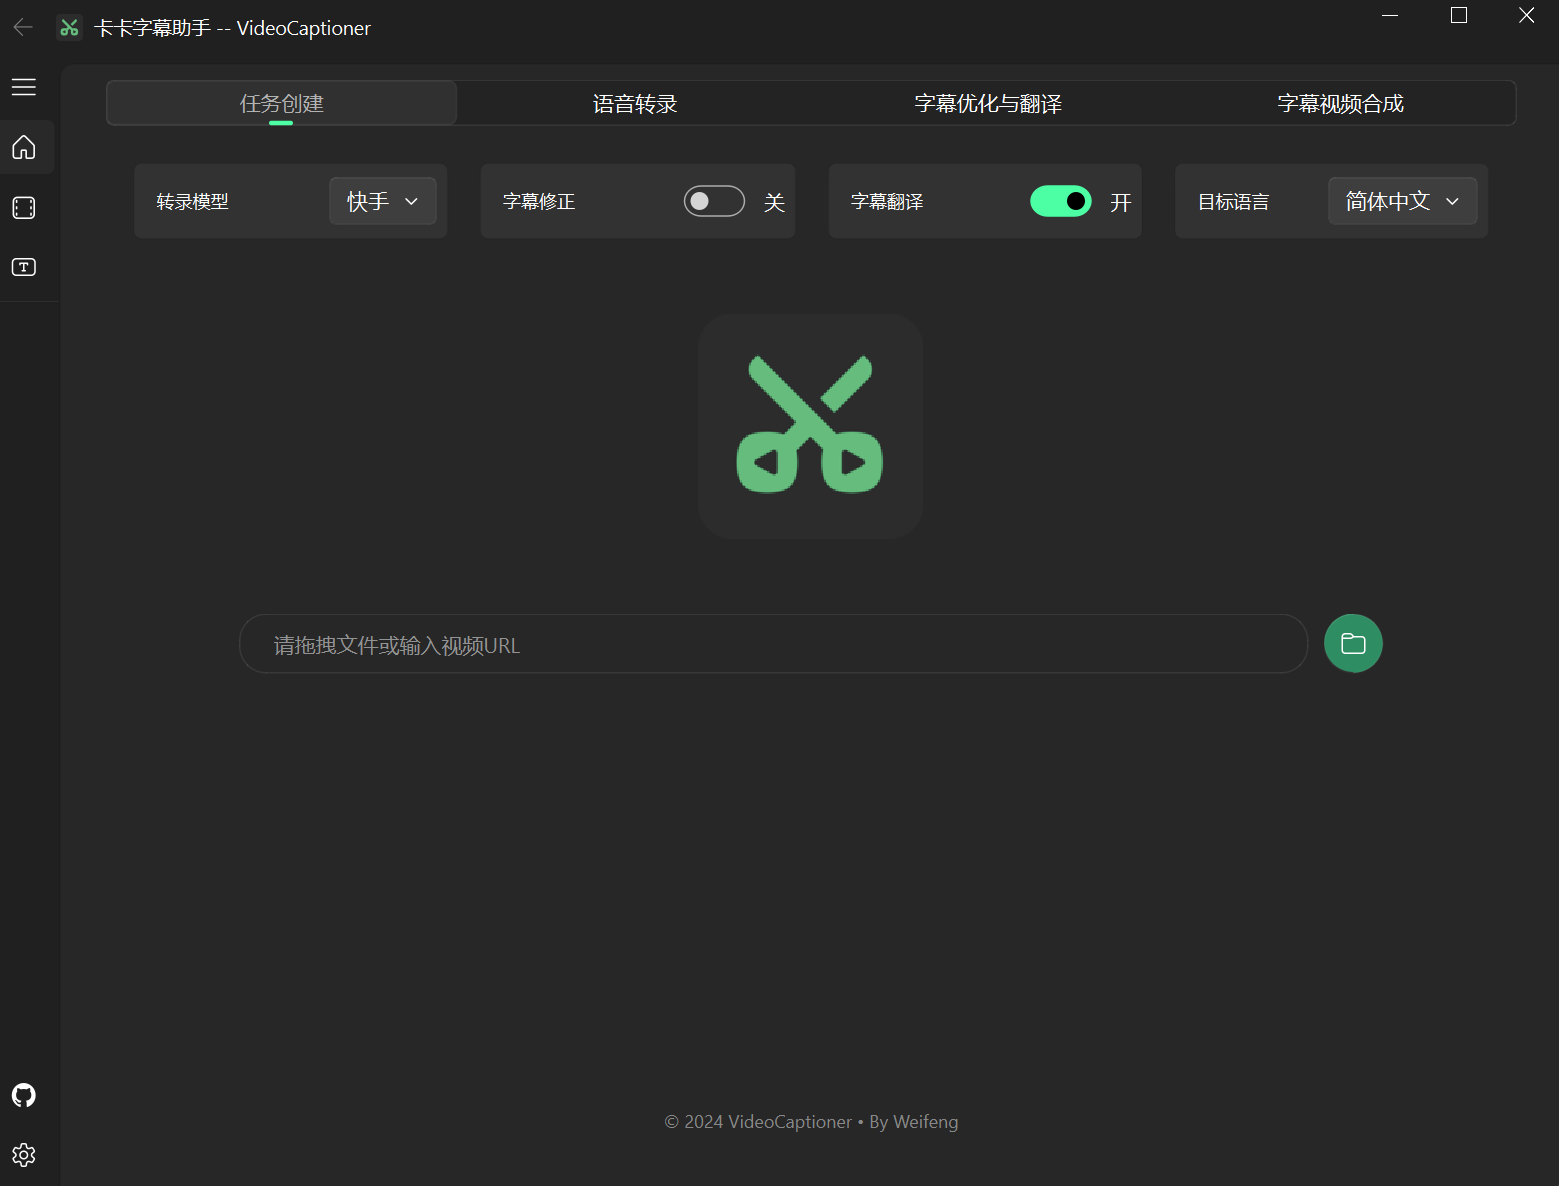 卡卡字幕助手 -- VideoCaptioner
任务创建 语音转录 字幕优化与翻译 字幕视频合成
转录模型 快手 字幕修正 关 字幕翻译 开 目标语言 简体中文
请拖拽文件或输入视频URL
© 2024 VideoCaptioner • By Weifeng